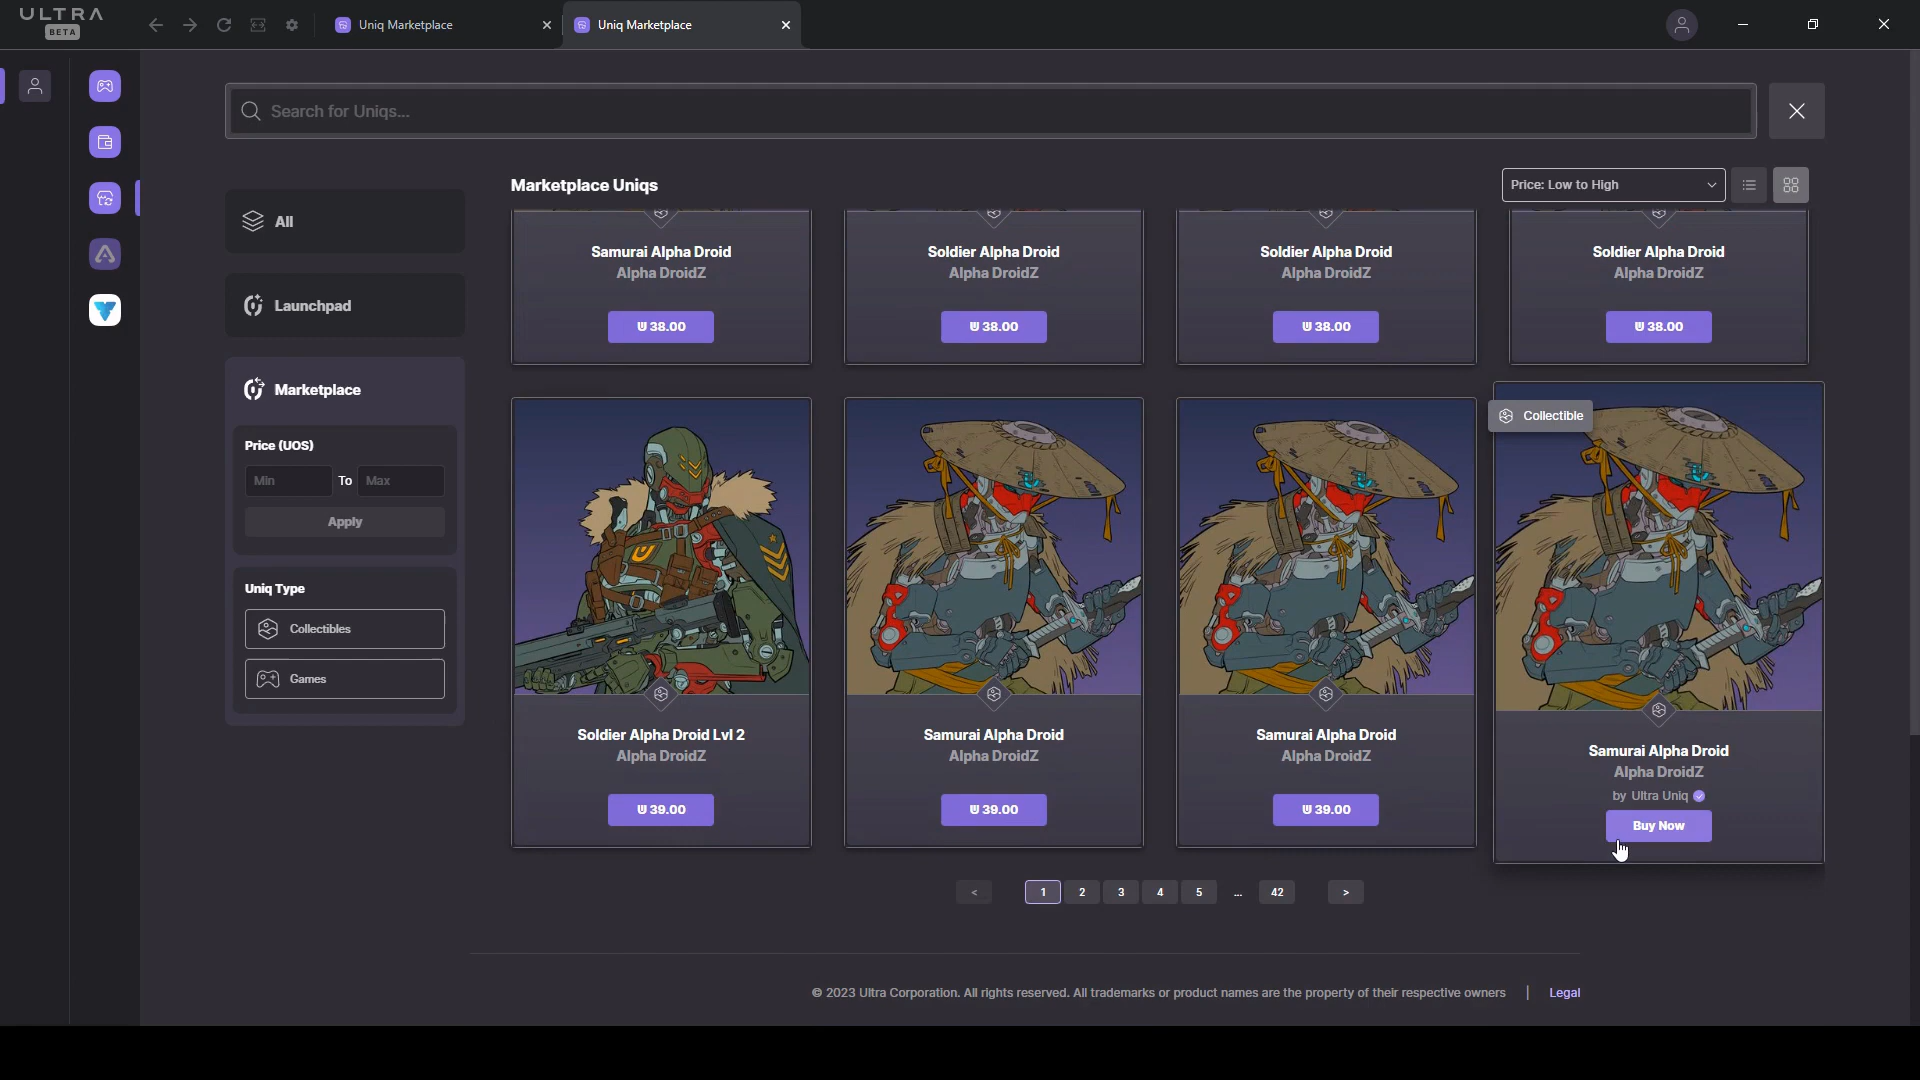 ULTRA
BETA
Uniq Marketplace
Uniq Marketplace
Search for Uniqs...
Marketplace Uniqs
Price: Low to High
All
Launchpad
Marketplace
Price (UOS)
Min
To
Max
Apply
Uniq Type
Collectibles
Games
Samurai Alpha Droid
Alpha DroidZ
38.00
Soldier Alpha Droid
Alpha DroidZ
38.00
Soldier Alpha Droid
Alpha DroidZ
38.00
Soldier Alpha Droid
Alpha DroidZ
38.00
Soldier Alpha Droid Lvl 2
Alpha DroidZ
39.00
Samurai Alpha Droid
Alpha DroidZ
39.00
Samurai Alpha Droid
Alpha DroidZ
39.00
Collectible
Samurai Alpha Droid
Alpha DroidZ
by Ultra Uniq
Buy Now
< 1 2 3 4 5 ... 42 >
© 2023 Ultra Corporation. All rights reserved. All trademarks or product names are the property of their respective owners | Legal